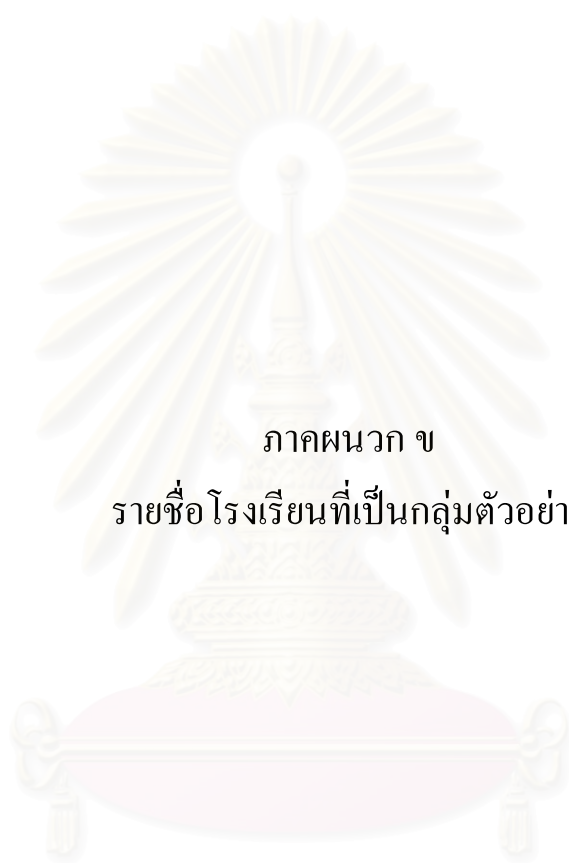 ภาคผนวก ข
รายชื่อโรงเรียนที่เป็นกลุ่มตัวอย่า